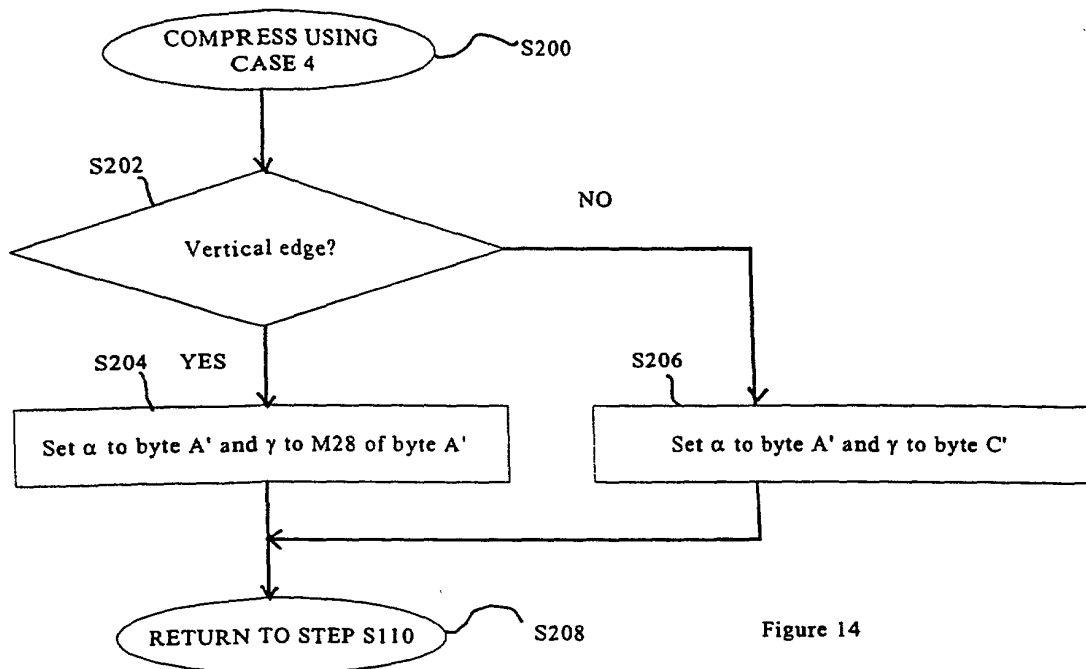 COMPRESS USING
CASE 4
S200
S202
NO
Vertical edge?
S204
YES
S206
Set α to byte A' and γ to M28 of byte A'
Set α to byte A' and γ to byte C'
RETURN TO STEP S110
S208
Figure 14